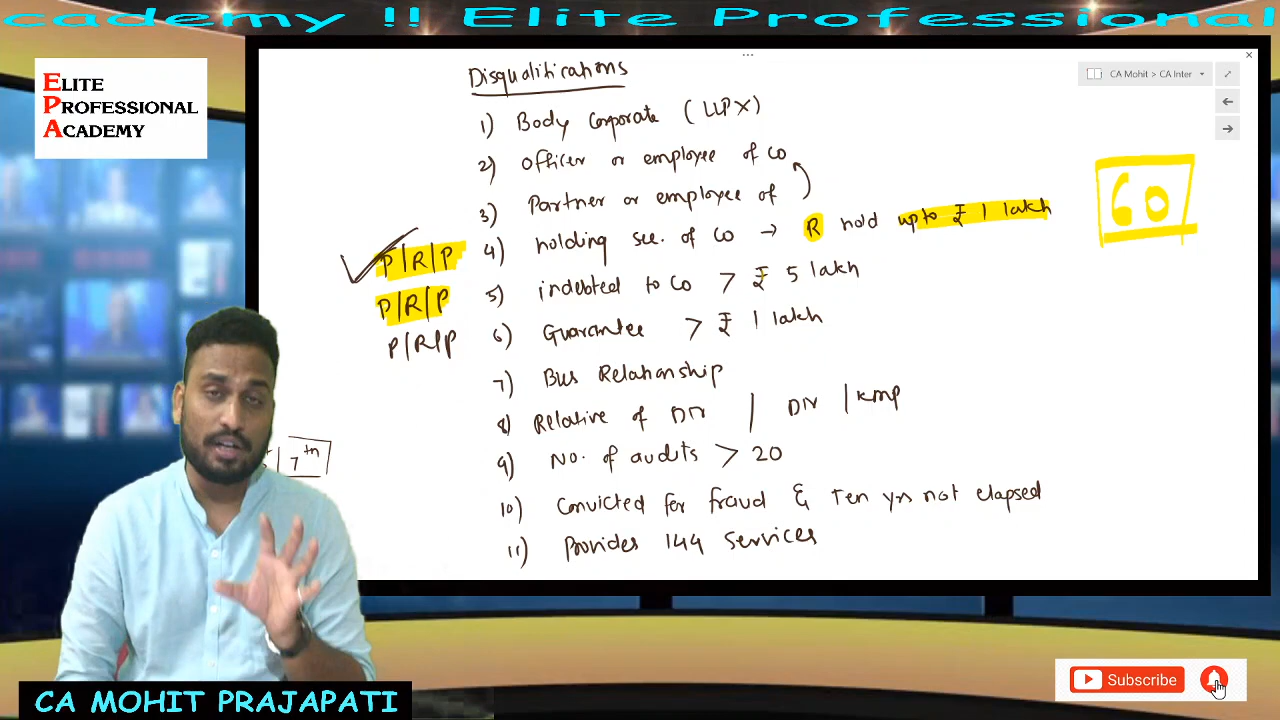 cademy !! Elite Professional
ELITE
PROFESSIONAL
ACADEMY
CA Mohit > CA Inter
Disqualifications
1) Body Corporate (LLP X)
2) Officer or employee of Co
3) Partner or employee of
P/R/P 4) holding sec. of Co → R hold upto ₹ 1 lakh
60
P/R/P 5) indebted to Co > ₹ 5 lakh
P/R/P 6) Guarantee > ₹ 1 lakh
7) Bus Relationship
8) Relative of Dir | Dir | KMP
9) No. of audits > 20
7th
10) Convicted for fraud & Ten yrs not elapsed
11) Provides 144 services
Subscribe
CA MOHIT PRAJAPATI